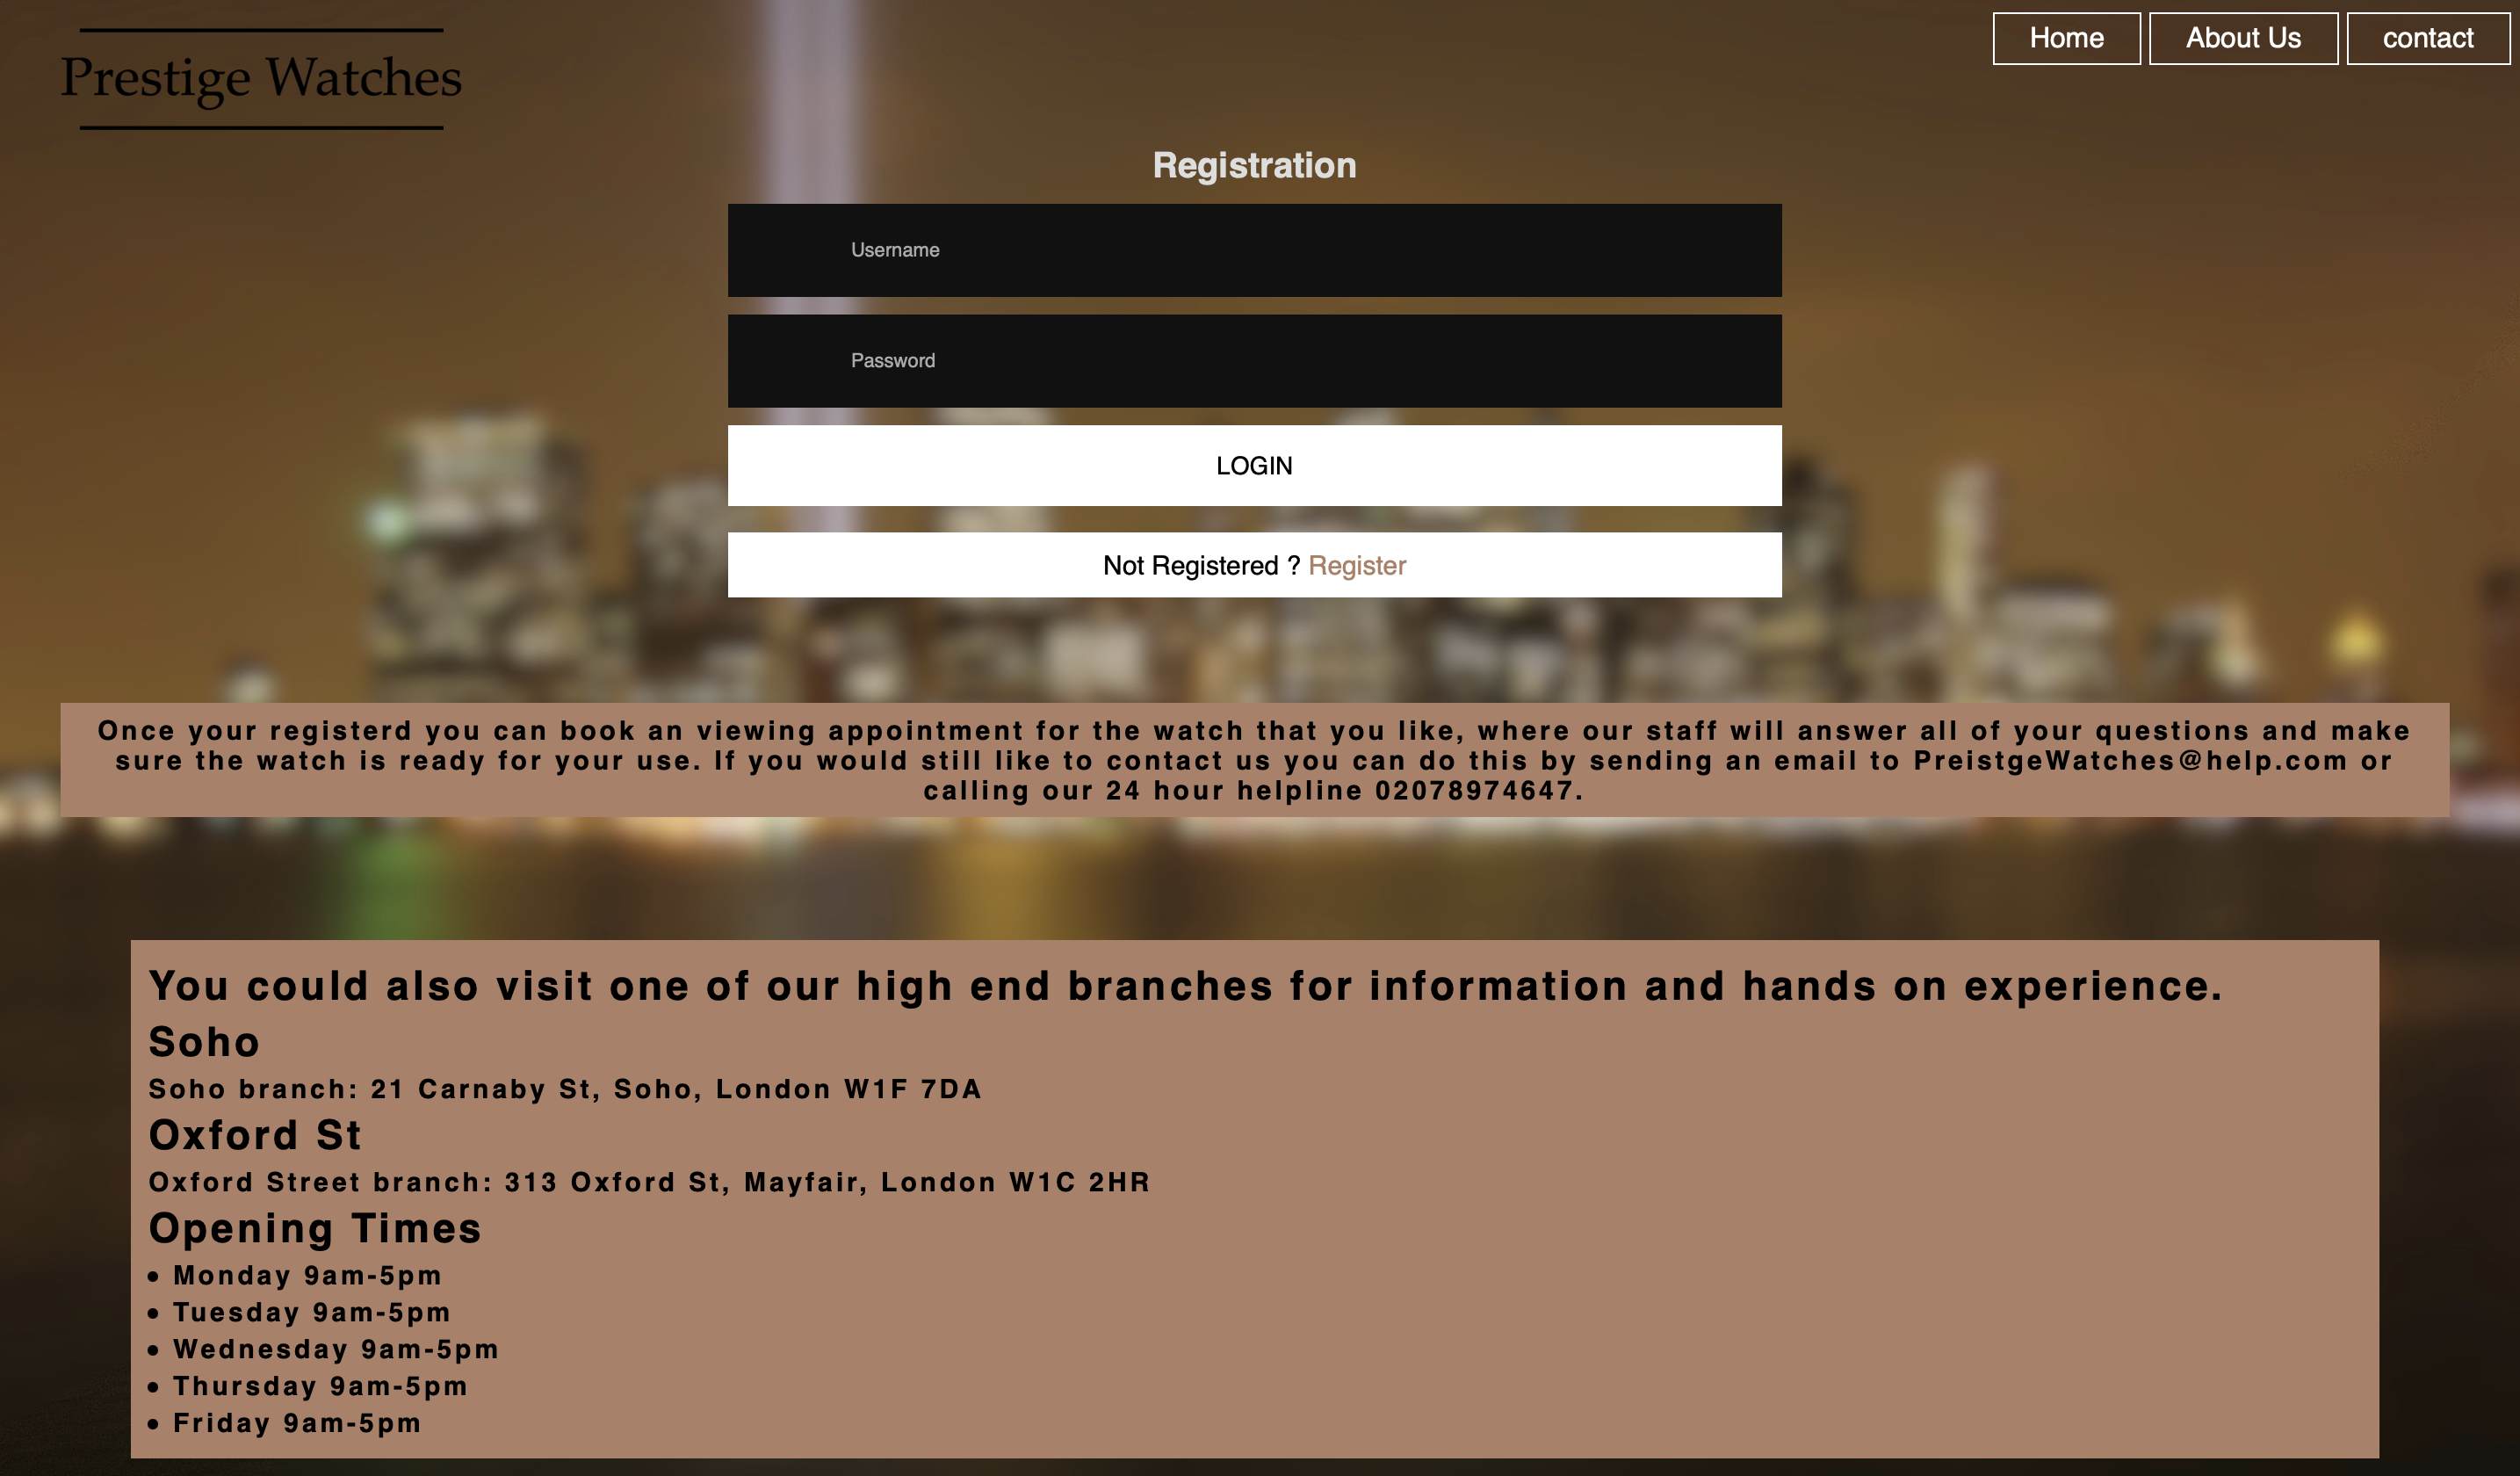 Prestige Watches
Home
About Us
contact
Registration
Username
Password
LOGIN
Not Registered ? Register
Once your registerd you can book an viewing appointment for the watch that you like, where our staff will answer all of your questions and make
sure the watch is ready for your use. If you would still like to contact us you can do this by sending an email to PreistgeWatches@help.com or
calling our 24 hour helpline 02078974647.
You could also visit one of our high end branches for information and hands on experience.
Soho
Soho branch: 21 Carnaby St, Soho, London W1F 7DA
Oxford St
Oxford Street branch: 313 Oxford St, Mayfair, London W1C 2HR
Opening Times
• Monday 9am-5pm
• Tuesday 9am-5pm
• Wednesday 9am-5pm
• Thursday 9am-5pm
• Friday 9am-5pm